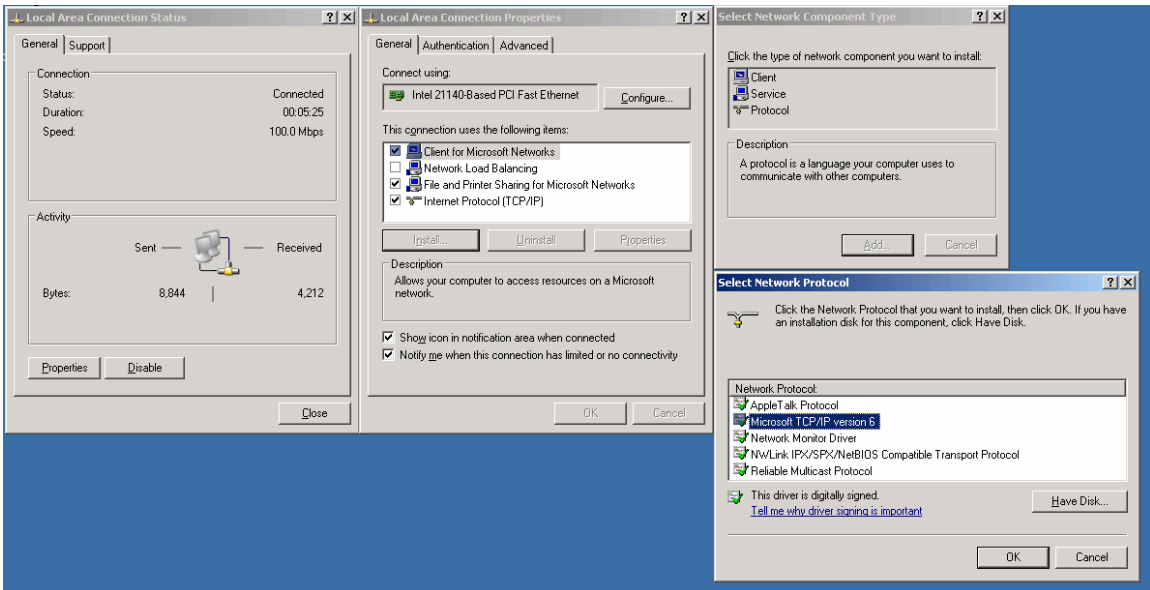 Local Area Connection Status
General Support
Connection
Status: Connected
Duration: 00:05:25
Speed: 100.0 Mbps
Activity
Sent Received
Bytes: 8,844 4,212
Properties Disable
Close
Local Area Connection Properties
General Authentication Advanced
Connect using:
Intel 21140-Based PCI Fast Ethernet Configure...
This connection uses the following items:
Client for Microsoft Networks
Network Load Balancing
File and Printer Sharing for Microsoft Networks
Internet Protocol (TCP/IP)
Install... Uninstall Properties
Description
Allows your computer to access resources on a Microsoft
network.
Show icon in notification area when connected
Notify me when this connection has limited or no connectivity
OK Cancel
Select Network Component Type
Click the type of network component you want to install:
Client
Service
Protocol
Description
A protocol is a language your computer uses to
communicate with other computers.
Add... Cancel
Select Network Protocol
Click the Network Protocol that you want to install, then click OK. If you have
an installation disk for this component, click Have Disk.
Network Protocol:
AppleTalk Protocol
Microsoft TCP/IP version 6
Network Monitor Driver
NWLink IPX/SPX/NetBIOS Compatible Transport Protocol
Reliable Multicast Protocol
This driver is digitally signed.
Tell me why driver signing is important
Have Disk...
OK Cancel